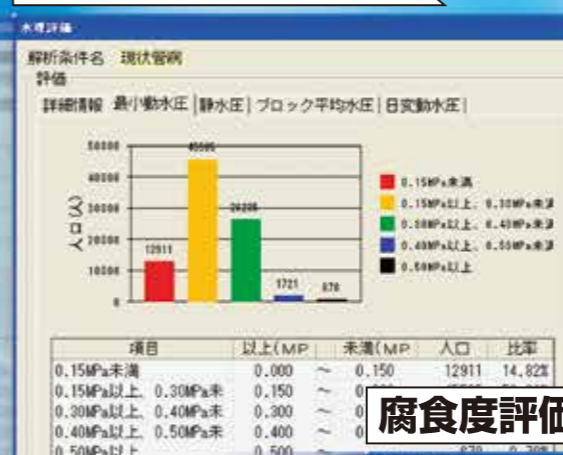 水理評価
解析条件名 現状管網
評価
詳細情報 最小動水圧 静水圧 ブロック平均水圧 日変動水圧
50000
40000
30000
20000
10000
0
人口(人)
12911
1721
0.15MPa未満
0.15MPa以上、0.30MPa未満
0.30MPa以上、0.40MPa未満
0.40MPa以上、0.50MPa未満
0.50MPa以上
項目 以上(MP 未満(MP 人口 比率
0.15MPa未満 0.000 ~ 0.150 12911 14.82%
0.15MPa以上、0.30MPa未 0.150 ~
0.30MPa以上、0.40MPa未 0.300 ~
0.40MPa以上、0.50MPa未 0.400 ~
0.50MPa以上 0.500
腐食度評価